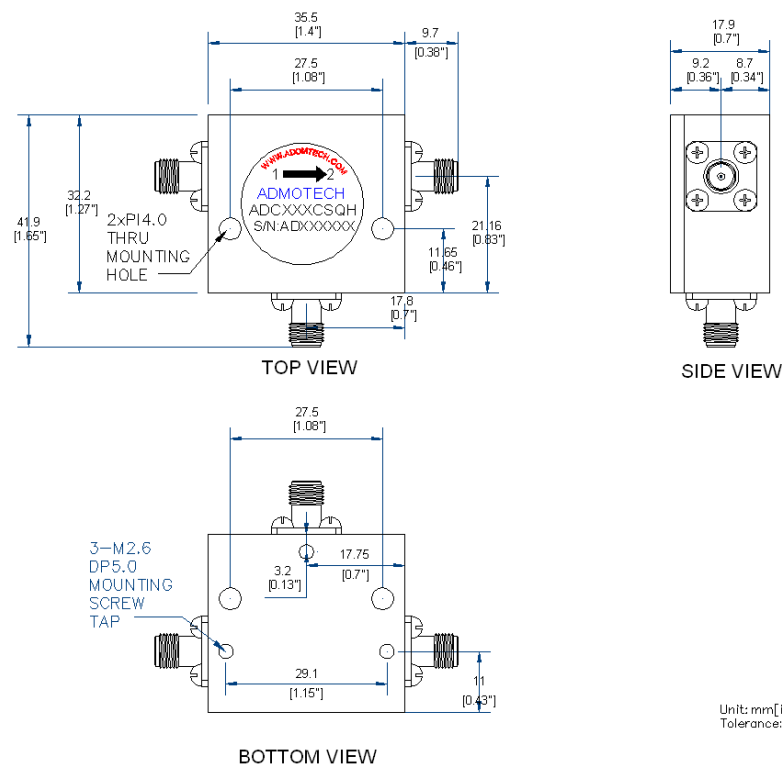 35.5
[1.4"]
9.7
[0.38"]
27.5
[1.08"]
17.9
[0.7"]
9.2
[0.36"]
8.7
[0.34"]
WWW.ADDMTECH.COM
1 2
ADMOTECH
ADCXXXCSQH
S/N:ADXXXXXX
41.9
[1.65"]
32.2
[1.27"]
2xPI4.0
THRU
MOUNTING
HOLE
21.16
[0.83"]
11.65
[0.46"]
17.8
[0.7"]
TOP VIEW
SIDE VIEW
27.5
[1.08"]
3-M2.6
DP5.0
MOUNTING
SCREW
TAP
3.2
[0.13"]
17.75
[0.7"]
29.1
[1.15"]
11
[0.43"]
Unit: mm[i
Tolerance:
BOTTOM VIEW